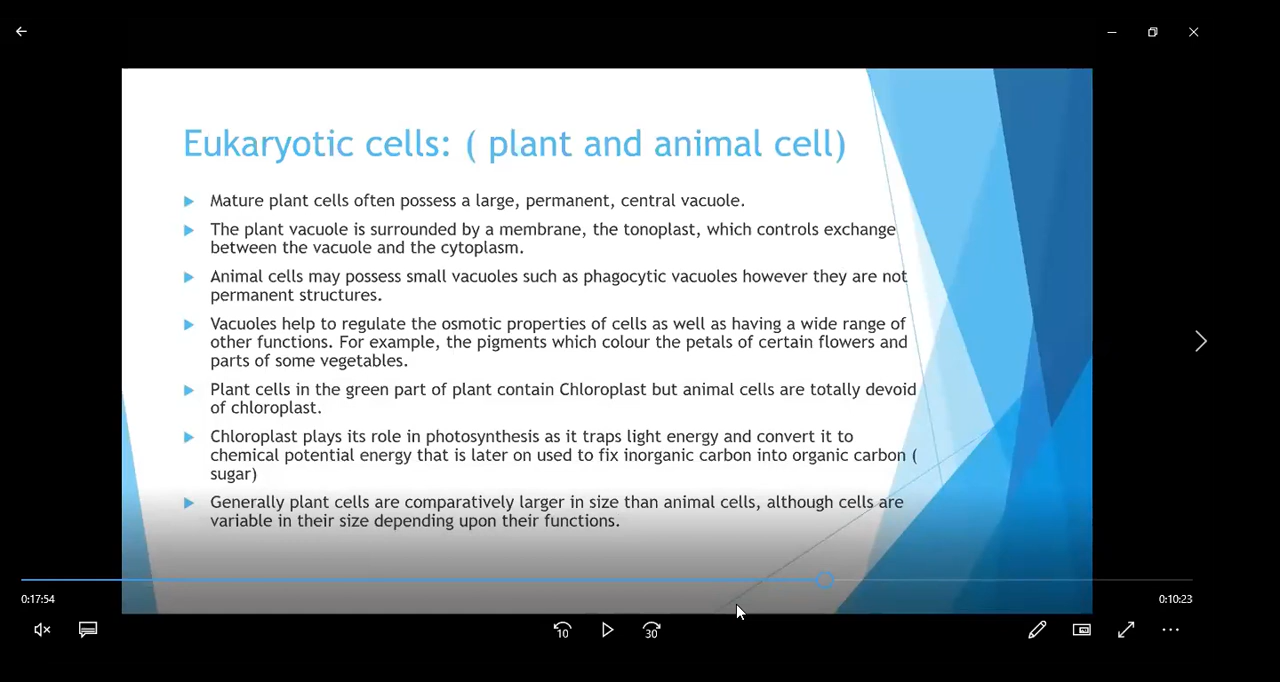 Eukaryotic cells: ( plant and animal cell)
Mature plant cells often possess a large, permanent, central vacuole.
The plant vacuole is surrounded by a membrane, the tonoplast, which controls exchange
between the vacuole and the cytoplasm.
Animal cells may possess small vacuoles such as phagocytic vacuoles however they are not
permanent structures.
Vacuoles help to regulate the osmotic properties of cells as well as having a wide range of
other functions. For example, the pigments which colour the petals of certain flowers and
parts of some vegetables.
Plant cells in the green part of plant contain Chloroplast but animal cells are totally devoid
of chloroplast.
Chloroplast plays its role in photosynthesis as it traps light energy and convert it to
chemical potential energy that is later on used to fix inorganic carbon into organic carbon (
sugar)
Generally plant cells are comparatively larger in size than animal cells, although cells are
variable in their size depending upon their functions.
0:17:54
0:10:23
10
30